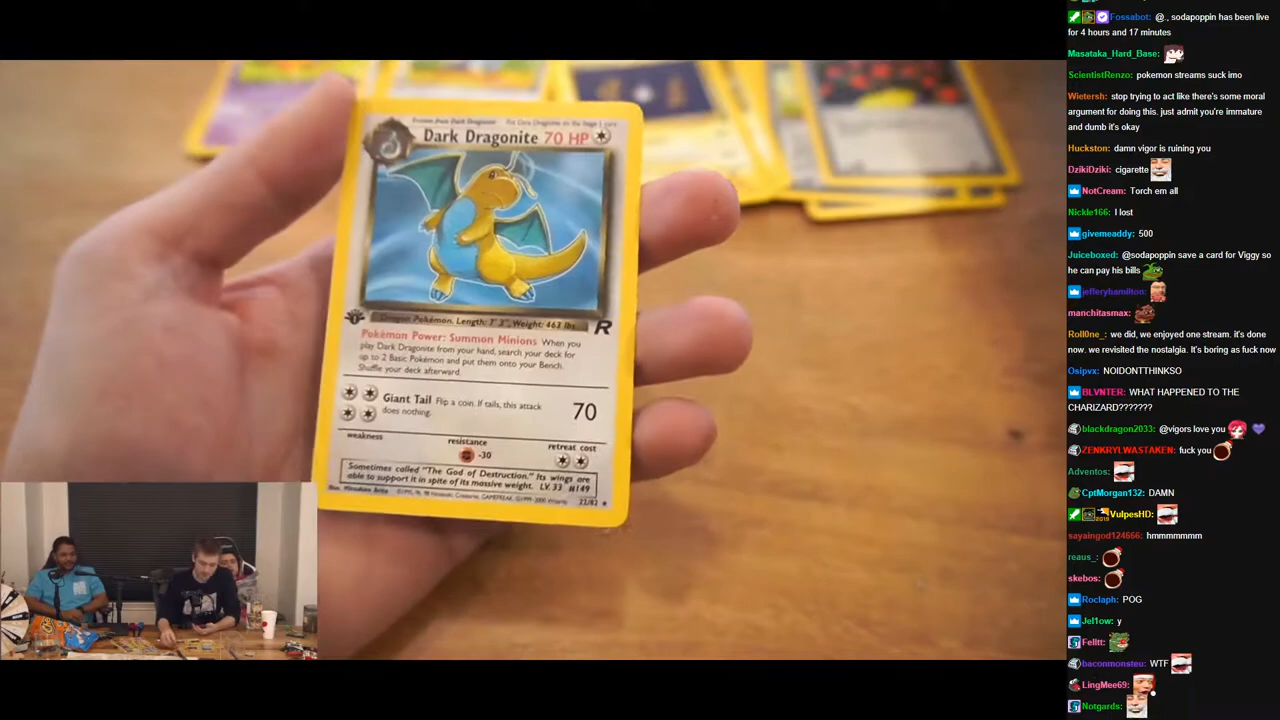 Dark Dragonite 70 HP
Dragon Pokémon. Length: 7' 3", Weight: 463 lbs
R
Pokémon Power: Summon Minions When you
play Dark Dragonite from your hand, search your deck for
up to 2 Basic Pokémon and put them onto your Bench.
Shuffle your deck afterward.
Giant Tail Flip a coin. If tails, this attack
does nothing.
70
weakness
resistance
-30
retreat cost
Sometimes called "The God of Destruction." Its wings are
able to support it in spite of its massive weight. LV. 33 #149
22/82
Fossabot: @., sodapoppin has been live
for 4 hours and 17 minutes
Masataka_Hard_Base:
ScientistRenzo: pokemon streams suck imo
Wietersh: stop trying to act like there's some moral
argument for doing this. just admit you're immature
and dumb it's okay
Huckston: damn vigor is ruining you
DzikiDziki: cigarette
NotCream: Torch em all
Nickle166: I lost
givemeaddy: 500
Juiceboxed: @sodapoppin save a card for Viggy so
he can pay his bills
jefferyhamilton:
manchitasmax:
Roll0ne_: we did, we enjoyed one stream. it's done
now. we revisited the nostalgia. It's boring as fuck now
Osipvx: NOIDONTTHINKSO
BLVNTER: WHAT HAPPENED TO THE
CHARIZARD???????
blackdragon2033: @vigors love you
ZENKRYLWASTAKEN: fuck you
Adventos:
CptMorgan132: DAMN
VulpesHD:
sayaingod124666: hmmmmmmm
reaus_:
skebos:
Roclaph: POG
Jel1ow: y
Felltt:
baconmonsteu: WTF
LingMee69:
Notgards: